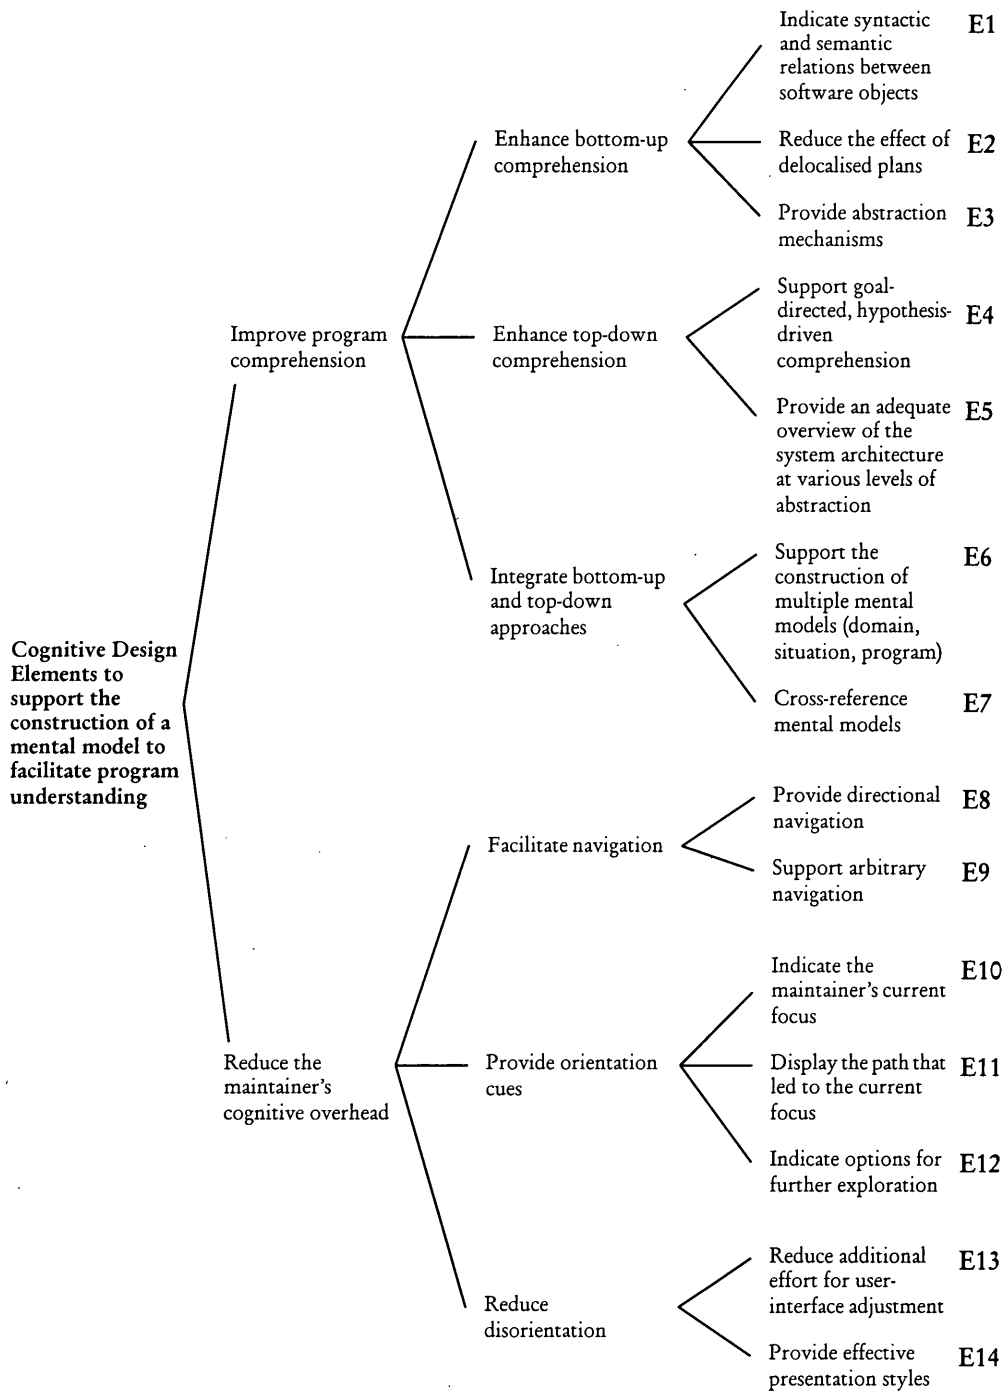 Indicate syntactic E1
and semantic
relations between
software objects
Enhance bottom-up
comprehension
Reduce the effect of E2
delocalised plans
Provide abstraction E3
mechanisms
Improve program
comprehension
Enhance top-down
comprehension
Support goal-
directed, hypothesis- E4
driven
comprehension
Provide an adequate E5
overview of the
system architecture
at various levels of
abstraction
Integrate bottom-up
and top-down
approaches
Support the E6
construction of
multiple mental
models (domain,
situation, program)
Cross-reference E7
mental models
Cognitive Design
Elements to
support the
construction of a
mental model to
facilitate program
understanding
Facilitate navigation
Provide directional E8
navigation
Support arbitrary E9
navigation
Reduce the
maintainer's
cognitive overhead
Provide orientation
cues
Indicate the E10
maintainer's current
focus
Display the path that E11
led to the current
focus
Indicate options for E12
further exploration
Reduce
disorientation
Reduce additional E13
effort for user-
interface adjustment
Provide effective E14
presentation styles